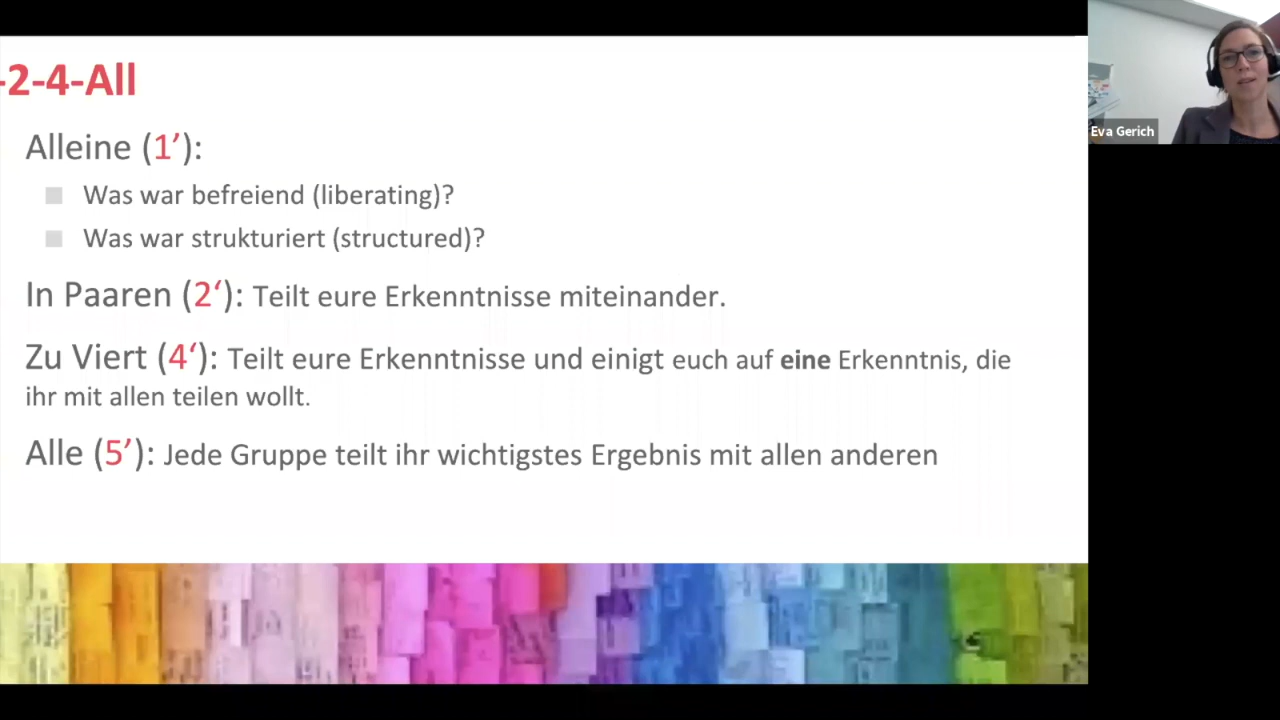 -2-4-All
Alleine (1’):
Was war befreiend (liberating)?
Was war strukturiert (structured)?
In Paaren (2‘): Teilt eure Erkenntnisse miteinander.
Zu Viert (4‘): Teilt eure Erkenntnisse und einigt euch auf eine Erkenntnis, die
ihr mit allen teilen wollt.
Alle (5’): Jede Gruppe teilt ihr wichtigstes Ergebnis mit allen anderen
Eva Gerich